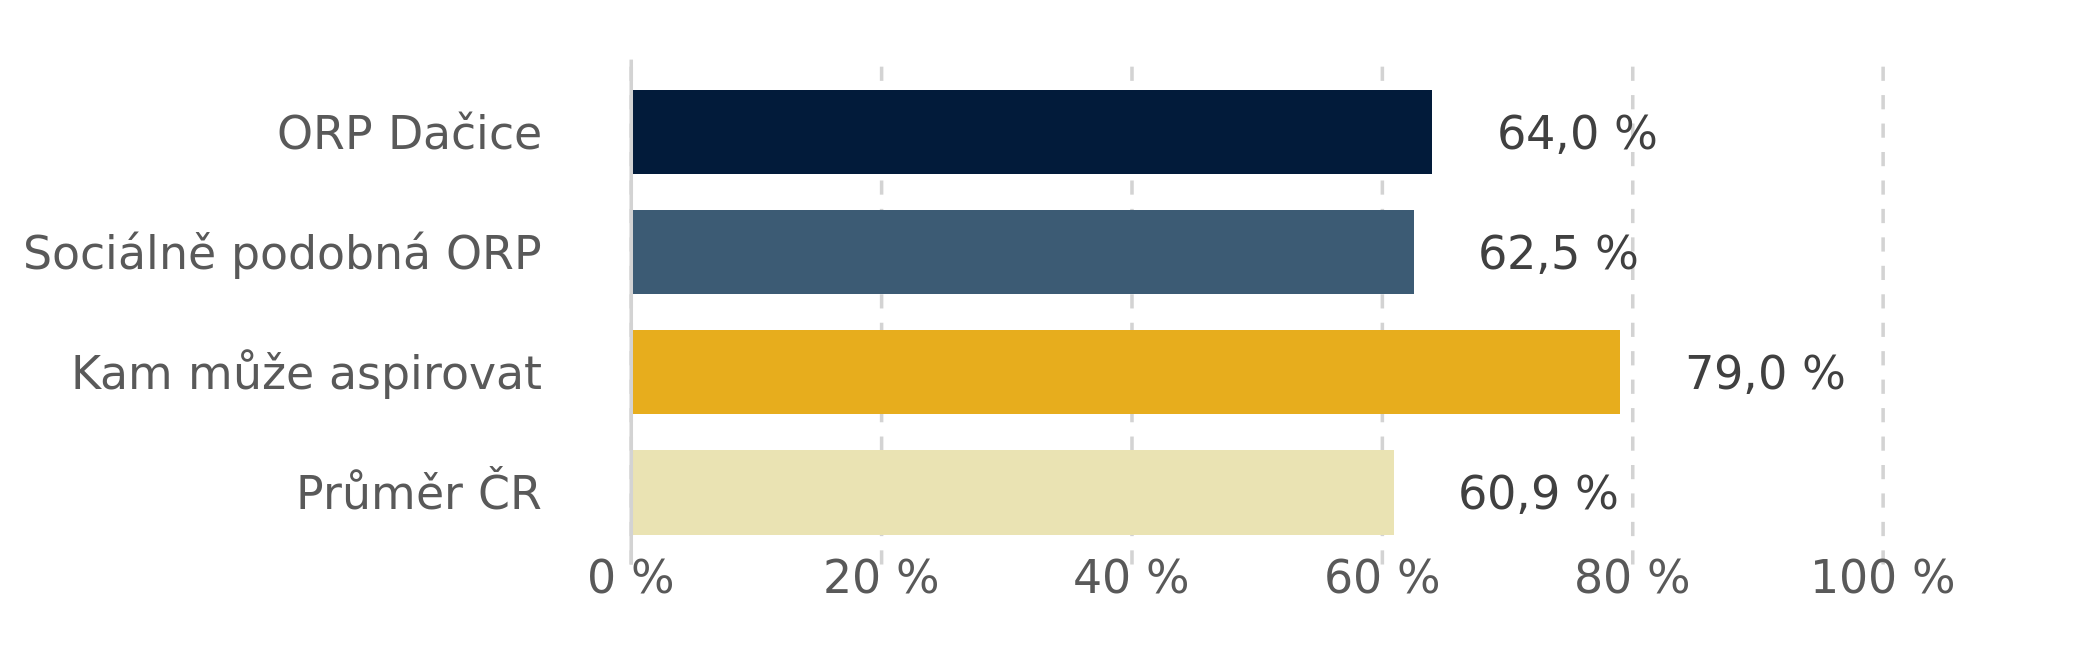 ORP Dačice 64,0 %
Sociálně podobná ORP 62,5 %
Kam může aspirovat 79,0 %
Průměr ČR 60,9 %
0 % 20 % 40 % 60 % 80 % 100 %